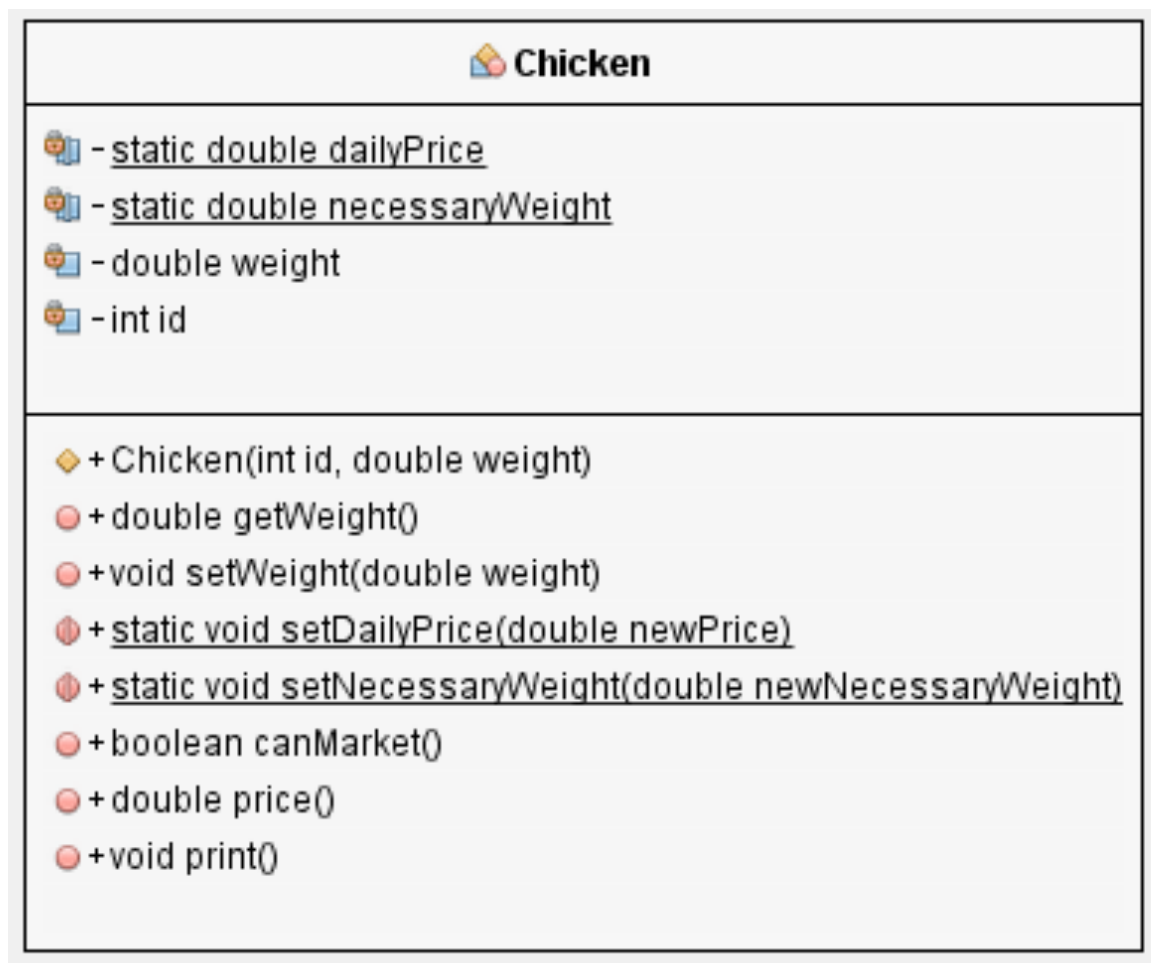 Chicken
- static double dailyPrice
- static double necessaryWeight
- double weight
- int id
+ Chicken(int id, double weight)
+ double getWeight()
+ void setWeight(double weight)
+ static void setDailyPrice(double newPrice)
+ static void setNecessaryWeight(double newNecessaryWeight)
+ boolean canMarket()
+ double price()
+ void print()